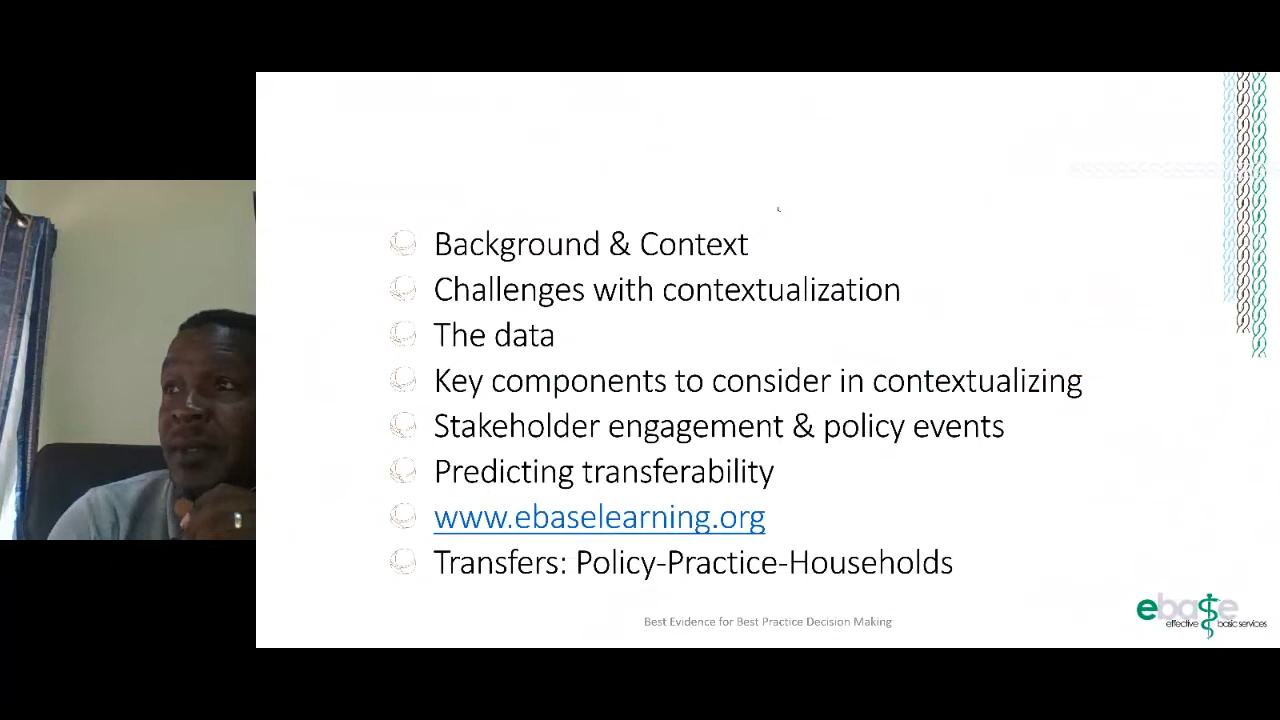 Background & Context
Challenges with contextualization
The data
Key components to consider in contextualizing
Stakeholder engagement & policy events
Predicting transferability
www.ebaselearning.org
Transfers: Policy-Practice-Households
Best Evidence for Best Practice Decision Making
ebase
effective basic services